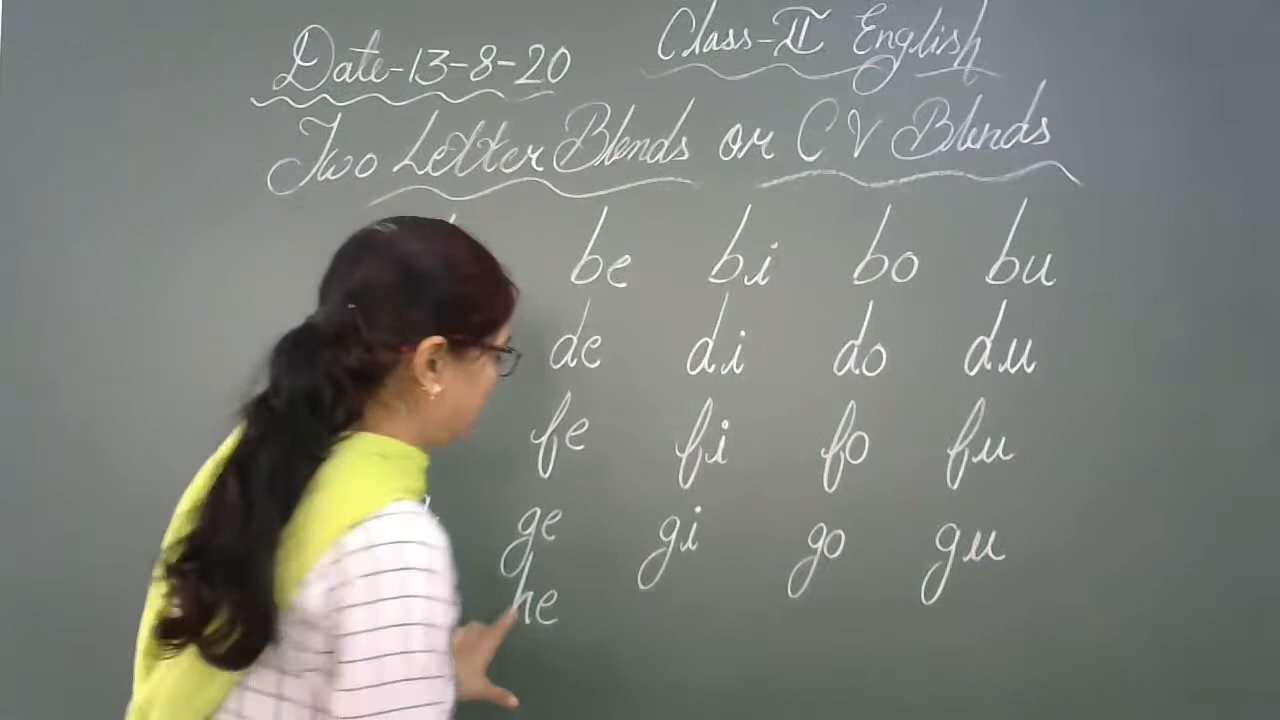 Date-13-8-20 Class-II English
Two Letter Blends or CV Blends
be bi bo bu
de di do du
fe fi fo fu
ge gi go gu
he